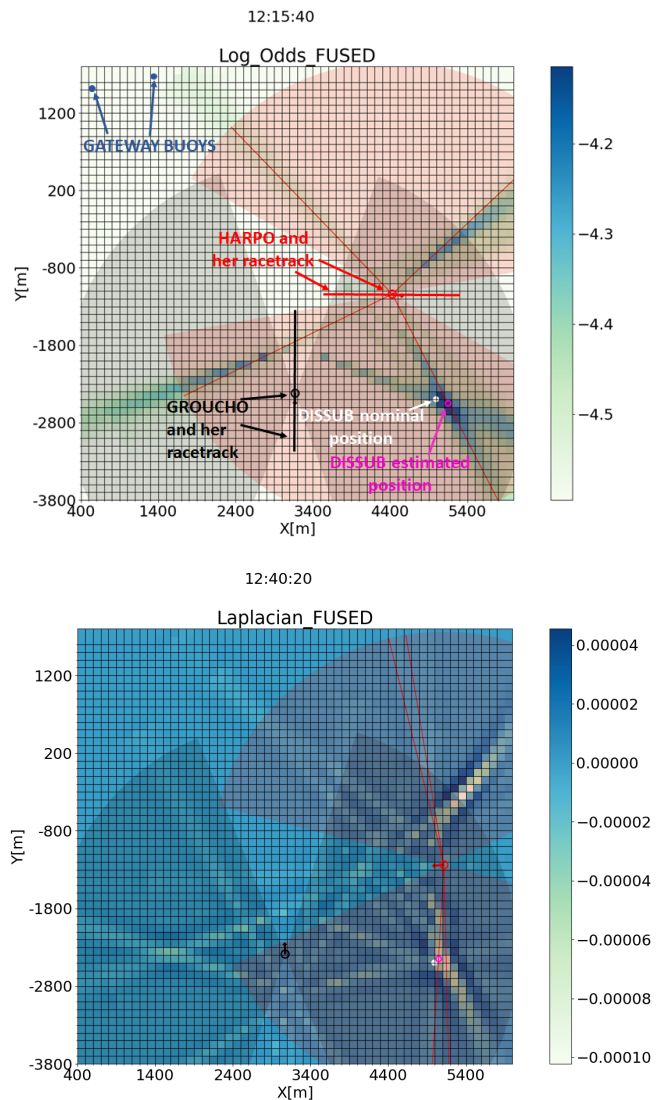 12:15:40
Log_Odds_FUSED
1200
200
-800
-1800
-2800
-3800
Y[m]
GATEWAY BUOYS
HARPO and
her racetrack
GROUCHO
and her
racetrack
DISSUB nominal
position
DISSUB estimated
position
400
1400
2400
3400
4400
5400
X[m]
−4.2
−4.3
−4.4
−4.5
12:40:20
Laplacian_FUSED
1200
200
-800
-1800
-2800
-3800
Y[m]
400
1400
2400
3400
4400
5400
X[m]
0.00004
0.00002
0.00000
−0.00002
−0.00004
−0.00006
−0.00008
−0.00010